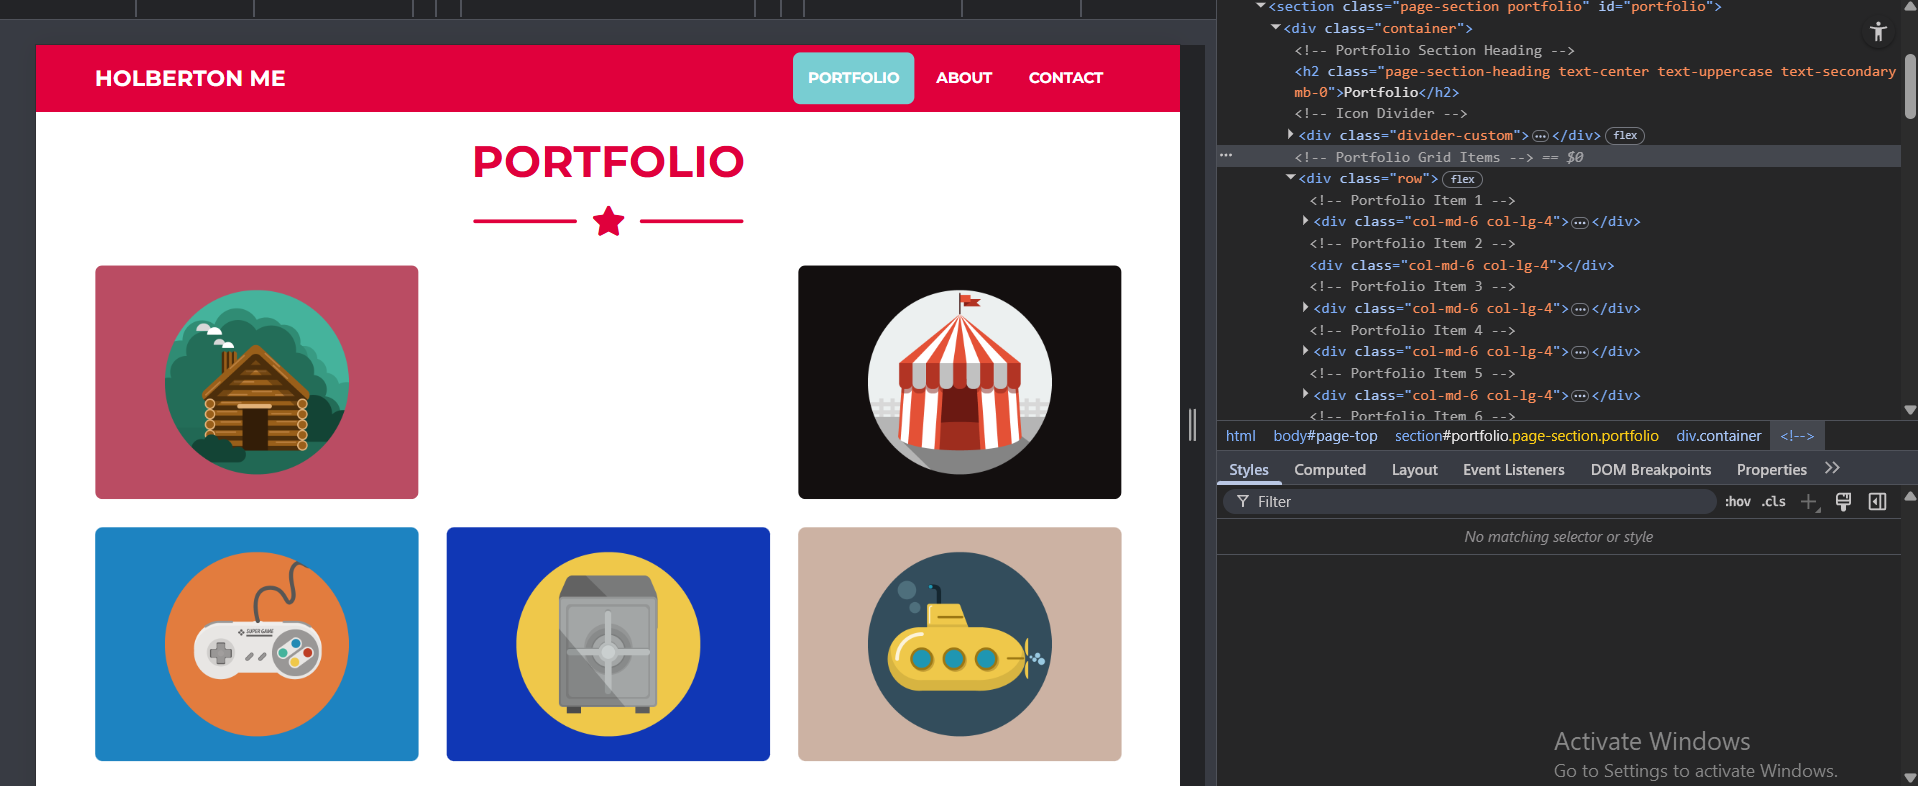 HOLBERTON ME
PORTFOLIO ABOUT CONTACT
PORTFOLIO
SUPER GAME
<section class="page-section portfolio" id="portfolio">
<div class="container">
<!-- Portfolio Section Heading -->
<h2 class="page-section-heading text-center text-uppercase text-secondary
mb-0">Portfolio</h2>
<!-- Icon Divider -->
<div class="divider-custom">…</div> flex
<!-- Portfolio Grid Items --> == $0
<div class="row"> flex
<!-- Portfolio Item 1 -->
<div class="col-md-6 col-lg-4">…</div>
<!-- Portfolio Item 2 -->
<div class="col-md-6 col-lg-4"></div>
<!-- Portfolio Item 3 -->
<div class="col-md-6 col-lg-4">…</div>
<!-- Portfolio Item 4 -->
<div class="col-md-6 col-lg-4">…</div>
<!-- Portfolio Item 5 -->
<div class="col-md-6 col-lg-4">…</div>
<!-- Portfolio Item 6 -->
html body#page-top section#portfolio.page-section.portfolio div.container <!-->
Styles Computed Layout Event Listeners DOM Breakpoints Properties
Filter :hov .cls
No matching selector or style
Activate Windows
Go to Settings to activate Windows.